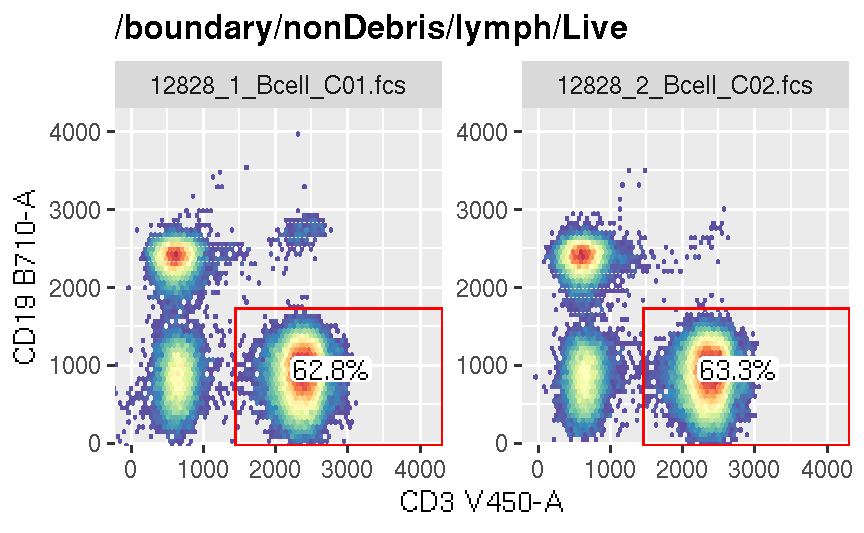 /boundary/nonDebris/lymph/Live
12828_1_Bcell_C01.fcs 12828_2_Bcell_C02.fcs
4000 4000
3000 3000
2000 2000
1000 1000
62.8% 63.3%
0 0
0 1000 2000 3000 4000 0 1000 2000 3000 4000
CD19 B710-A
CD3 V450-A